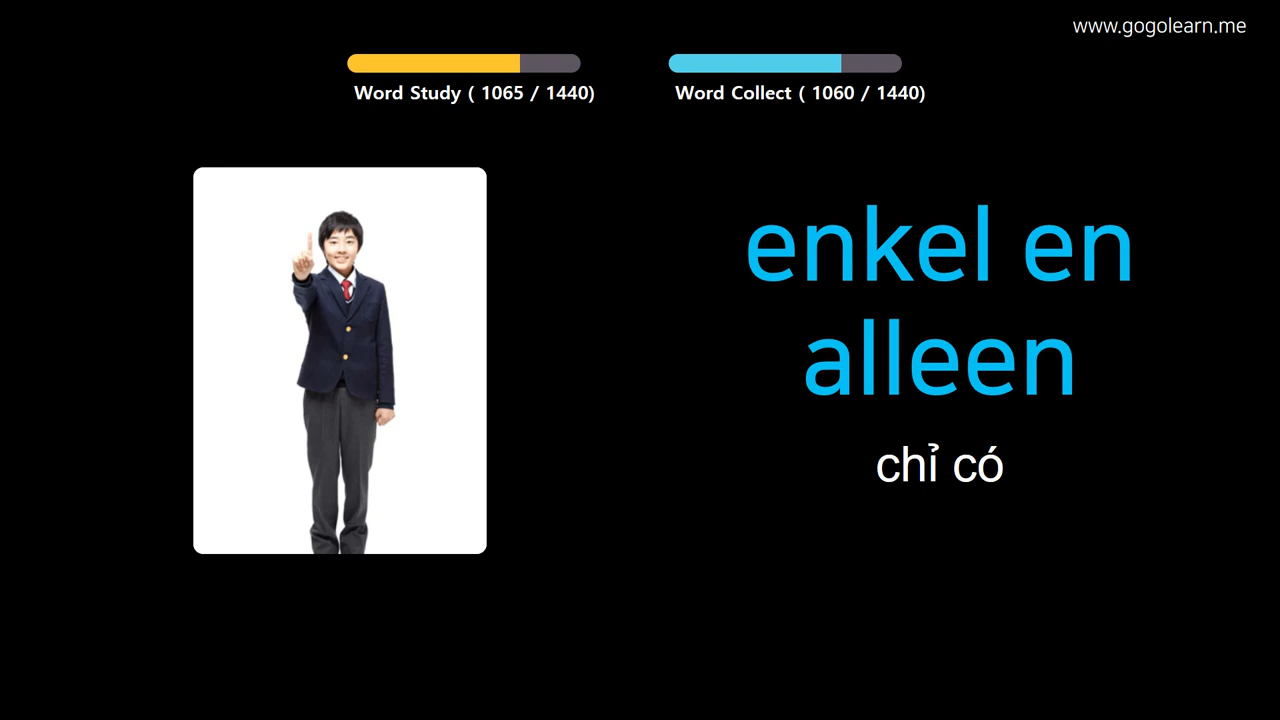 www.gogolearn.me
Word Study ( 1065 / 1440)
Word Collect ( 1060 / 1440)
enkel en
alleen
chỉ có